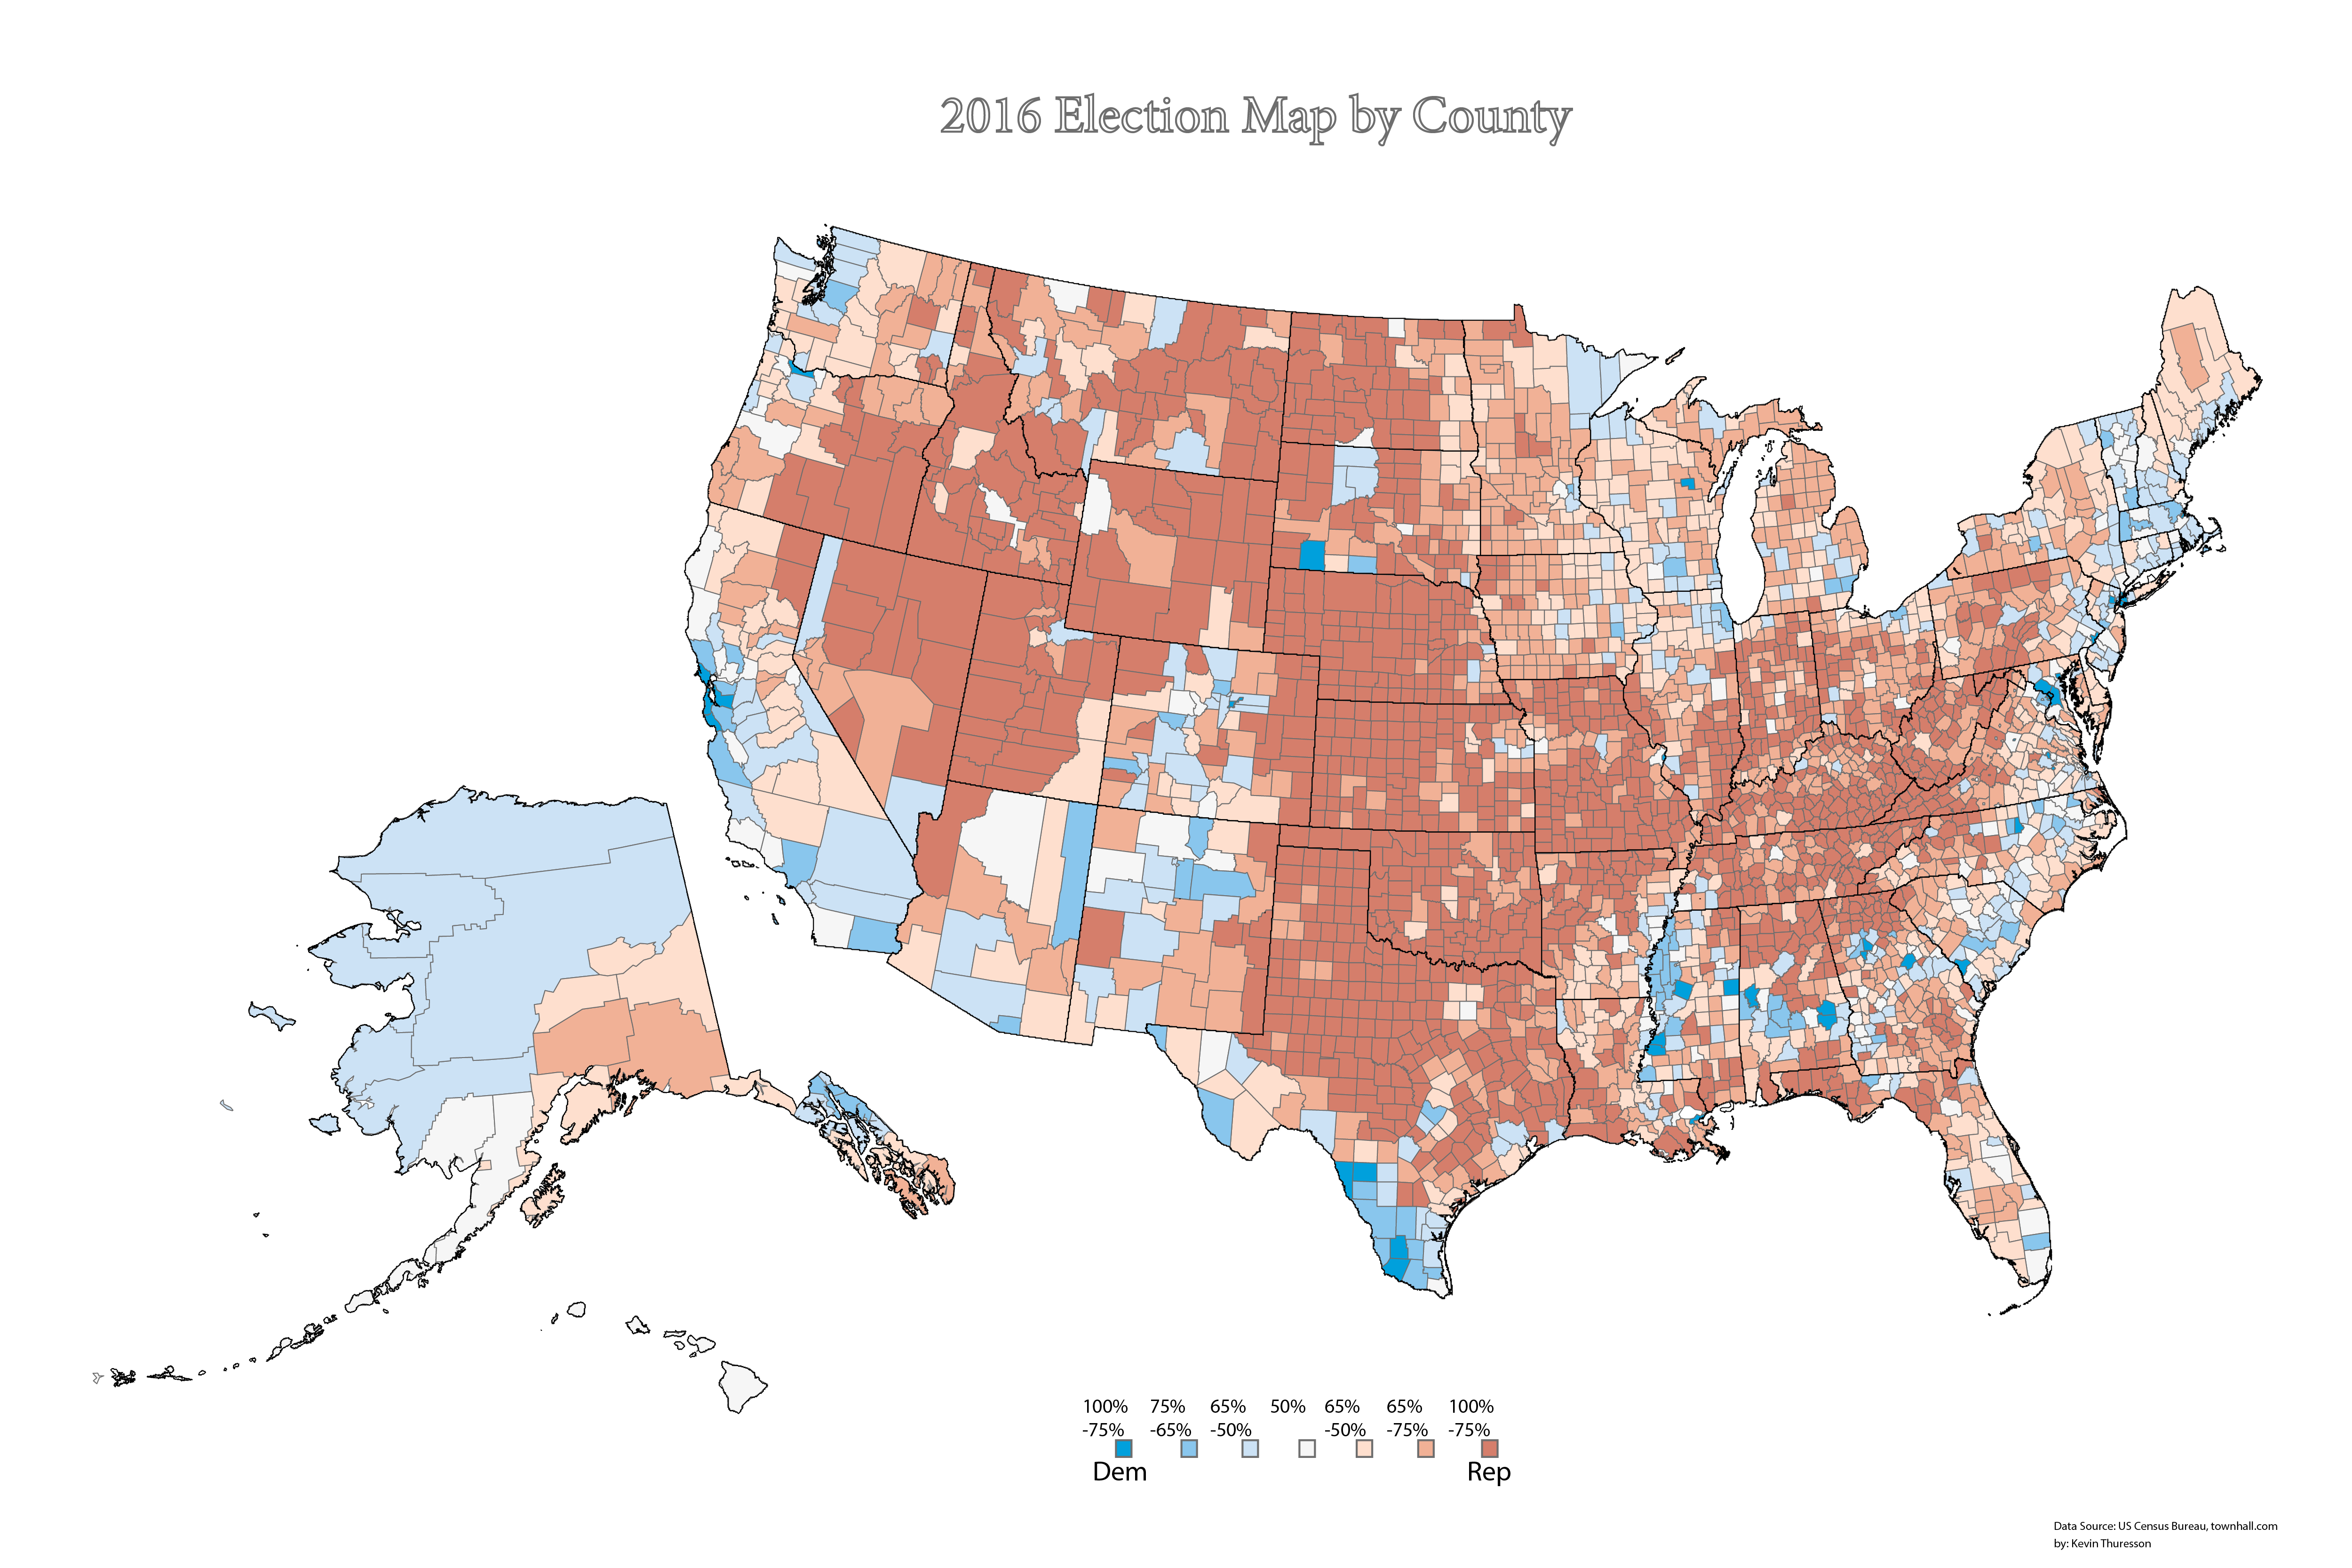 2016 Election Map by County
100% 75% 65% 50% 65% 65% 100%
-75% -65% -50% -50% -75% -75%
Dem Rep
Data Source: US Census Bureau, townhall.com
by: Kevin Thuresson